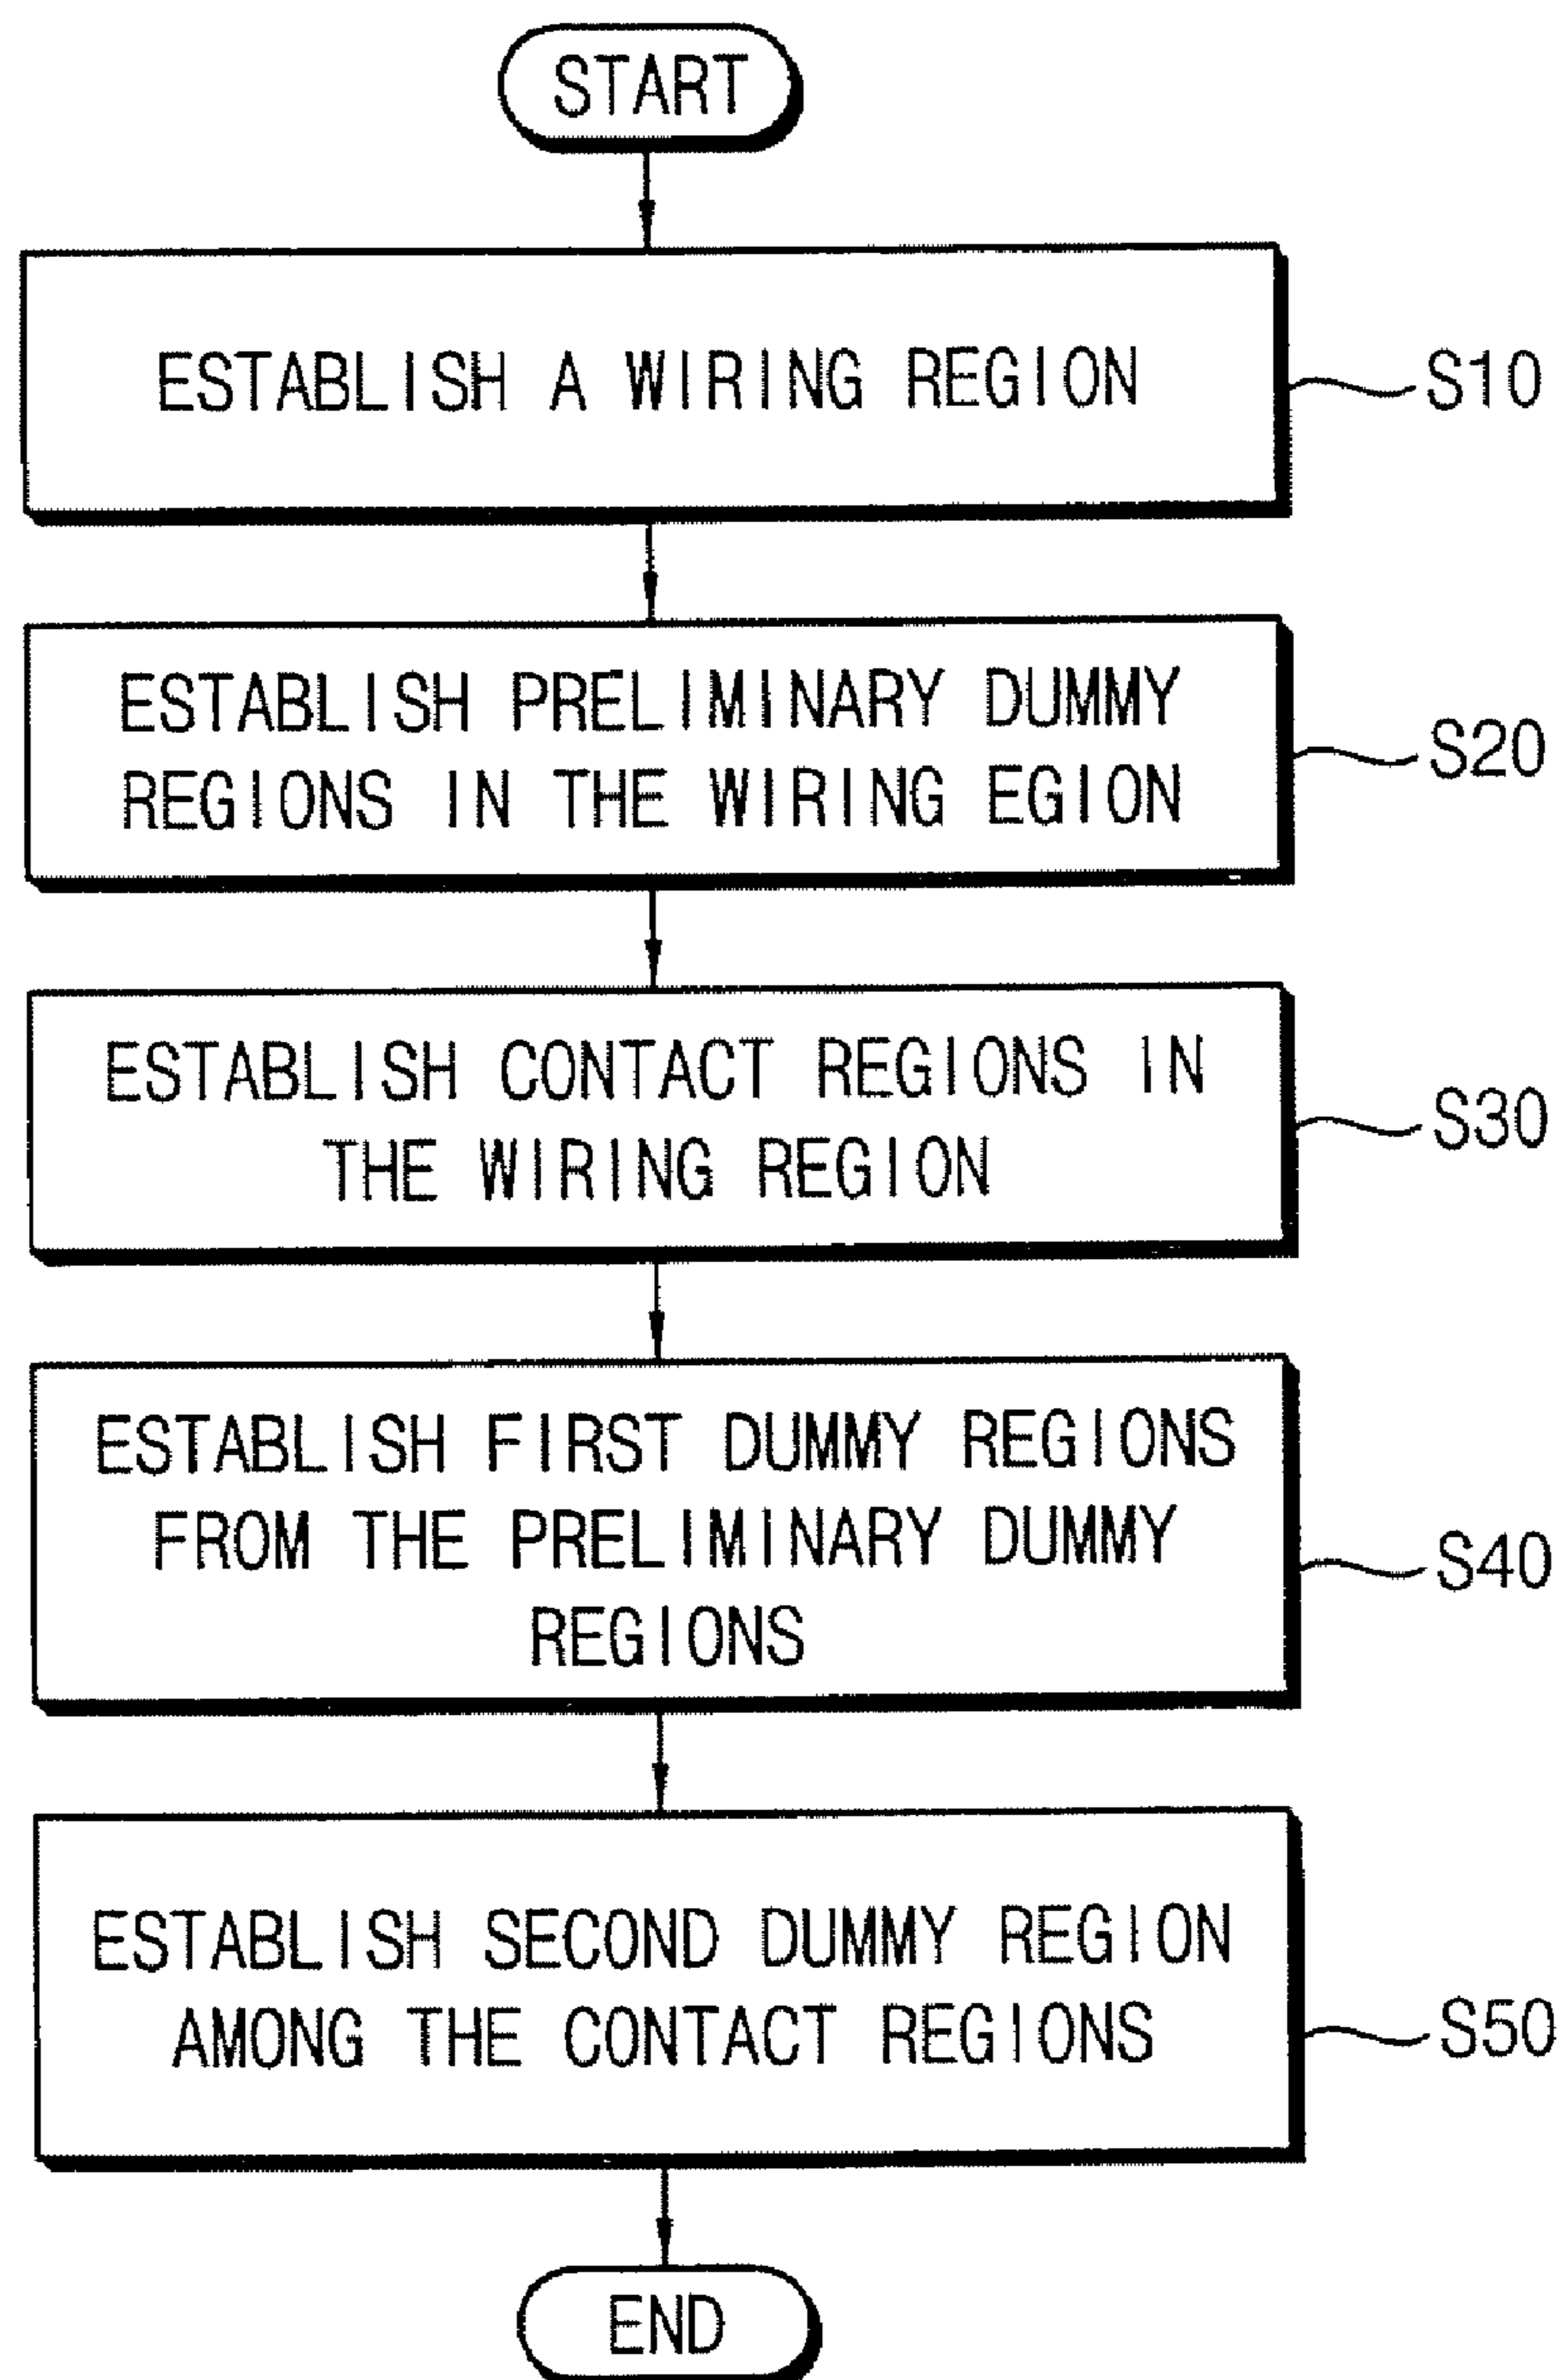 START
ESTABLISH A WIRING REGION
S10
ESTABLISH PRELIMINARY DUMMY
REGIONS IN THE WIRING EGION
S20
ESTABLISH CONTACT REGIONS IN
THE WIRING REGION
S30
ESTABLISH FIRST DUMMY REGIONS
FROM THE PRELIMINARY DUMMY
REGIONS
S40
ESTABLISH SECOND DUMMY REGION
AMONG THE CONTACT REGIONS
S50
END